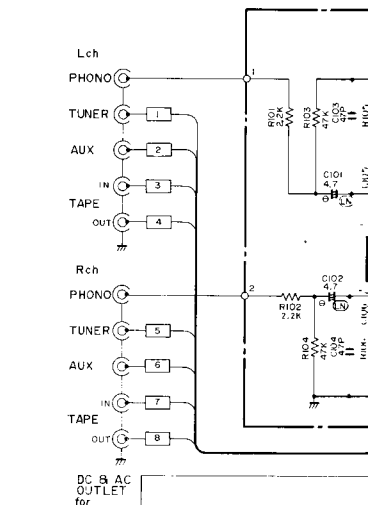 Lch
PHONO
1
TUNER
1
AUX
2
IN
3
TAPE
OUT
4
R101
2.2K
R103
47K
C103
47P
C101
4.7
LN
Rch
PHONO
2
R102
2.2K
C102
4.7
LN
TUNER
5
AUX
6
IN
7
TAPE
OUT
8
R104
47K
C104
47P
DC & AC
OUTLET
for